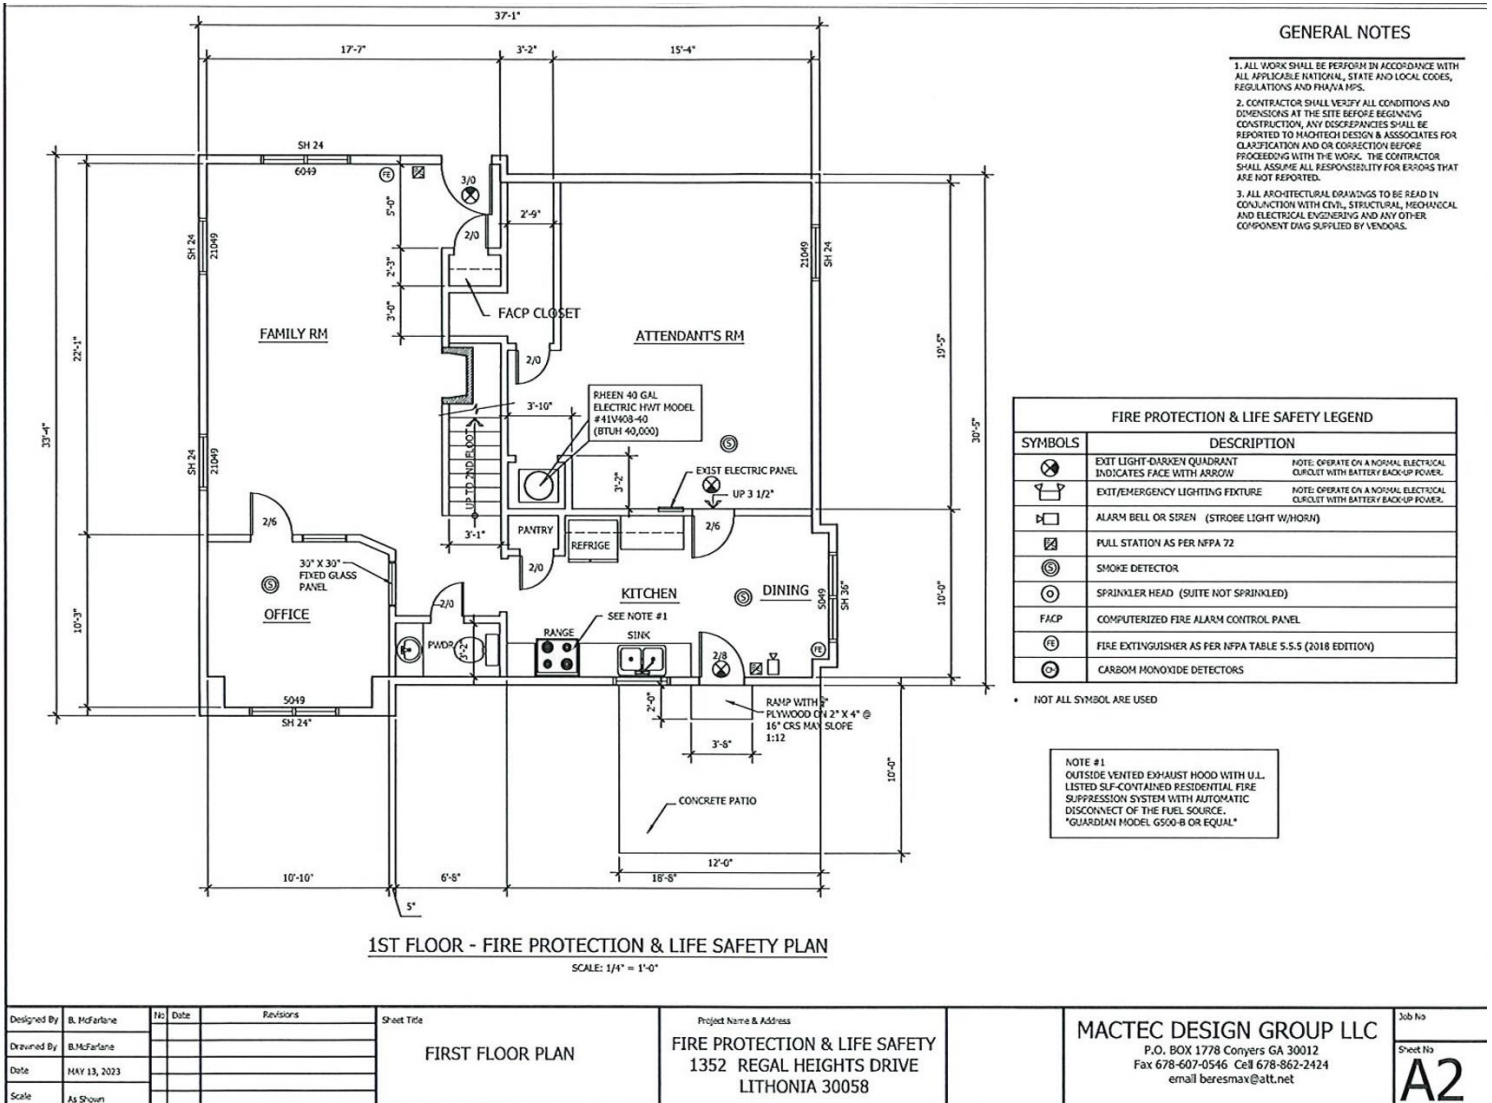 37'-1"
17'-7"
3'-2"
15'-4"
SH 24
6049
FE
3/0
5'-0"
2'-9"
2/0
SH 24
21049
21049
SH 24
2'-3"
FACP CLOSET
3'-0"
FAMILY RM
ATTENDANT'S RM
22'-1"
19'-5"
2/0
33'-4"
30'-5"
RHEEN 40 GAL
ELECTRIC HWT MODEL
#41V408-40
(BTUH 40,000)
3'-10"
UP TO 2ND FLOOT
S
SH 24
21049
EXIST ELECTRIC PANEL
3'-2"
UP 3 1/2"
2/6
3'-1"
PANTRY
REFRIGE
2/6
30" X 30"
FIXED GLASS
PANEL
2/0
S
OFFICE
10'-3"
2/0
KITCHEN
S
DINING
5049
SH 36"
10'-0"
SEE NOTE #1
PWDR
3'-2"
RANGE
SINK
2/8
FE
5049
SH 24"
2'-0"
RAMP WITH
PLYWOOD ON 2" X 4" @
16" CRS MAX SLOPE
1:12
3'-8"
10'-0"
CONCRETE PATIO
12'-0"
10'-10"
6'-8"
18'-8"
5"
1ST FLOOR - FIRE PROTECTION & LIFE SAFETY PLAN
SCALE: 1/4" = 1'-0"
GENERAL NOTES
1. ALL WORK SHALL BE PERFORM IN ACCORDANCE WITH
ALL APPLICABLE NATIONAL, STATE AND LOCAL CODES,
REGULATIONS AND FHA/VA MPS.
2. CONTRACTOR SHALL VERIFY ALL CONDITIONS AND
DIMENSIONS AT THE SITE BEFORE BEGINNING
CONSTRUCTION, ANY DISCREPANCIES SHALL BE
REPORTED TO MACHTECH DESIGN & ASSSOCIATES FOR
CLARIFICATION AND OR CORRECTION BEFORE
PROCEEDING WITH THE WORK. THE CONTRACTOR
SHALL ASSUME ALL RESPONSIBILITY FOR ERRORS THAT
ARE NOT REPORTED.
3. ALL ARCHITECTURAL DRAWINGS TO BE READ IN
CONJUNCTION WITH CIVIL, STRUCTURAL, MECHANICAL
AND ELECTRICAL ENGINERING AND ANY OTHER
COMPONENT DWG SUPPLIED BY VENDORS.
FIRE PROTECTION & LIFE SAFETY LEGEND
SYMBOLS DESCRIPTION
EXIT LIGHT-DARKEN QUADRANT
INDICATES FACE WITH ARROW
NOTE: OPERATE ON A NORMAL ELECTRICAL
CURCUIT WITH BATTERY BACK-UP POWER.
EXIT/EMERGENCY LIGHTING FIXTURE
NOTE: OPERATE ON A NORMAL ELECTRICAL
CURCUIT WITH BATTERY BACK-UP POWER.
ALARM BELL OR SIREN (STROBE LIGHT W/HORN)
PULL STATION AS PER NFPA 72
S SMOKE DETECTOR
SPRINKLER HEAD (SUITE NOT SPRINKLED)
FACP COMPUTERIZED FIRE ALARM CONTROL PANEL
FE FIRE EXTINGUISHER AS PER NFPA TABLE 5.5.5 (2018 EDITION)
CARBOM MONOXIDE DETECTORS
* NOT ALL SYMBOL ARE USED
NOTE #1
OUTSIDE VENTED EXHAUST HOOD WITH U.L.
LISTED SLF-CONTAINED RESIDENTIAL FIRE
SUPPRESSION SYSTEM WITH AUTOMATIC
DISCONNECT OF THE FUEL SOURCE.
"GUARDIAN MODEL G500-B OR EQUAL"
Designed By B. McFarlane
Drawned By B.McFarlane
Date MAY 13, 2023
Scale As Shown
No Date Revisions
Sheet Title
FIRST FLOOR PLAN
Project Name & Address
FIRE PROTECTION & LIFE SAFETY
1352 REGAL HEIGHTS DRIVE
LITHONIA 30058
MACTEC DESIGN GROUP LLC
P.O. BOX 1778 Conyers GA 30012
Fax 678-607-0546 Cell 678-862-2424
email beresmax@att.net
Job No
Sheet No
A2